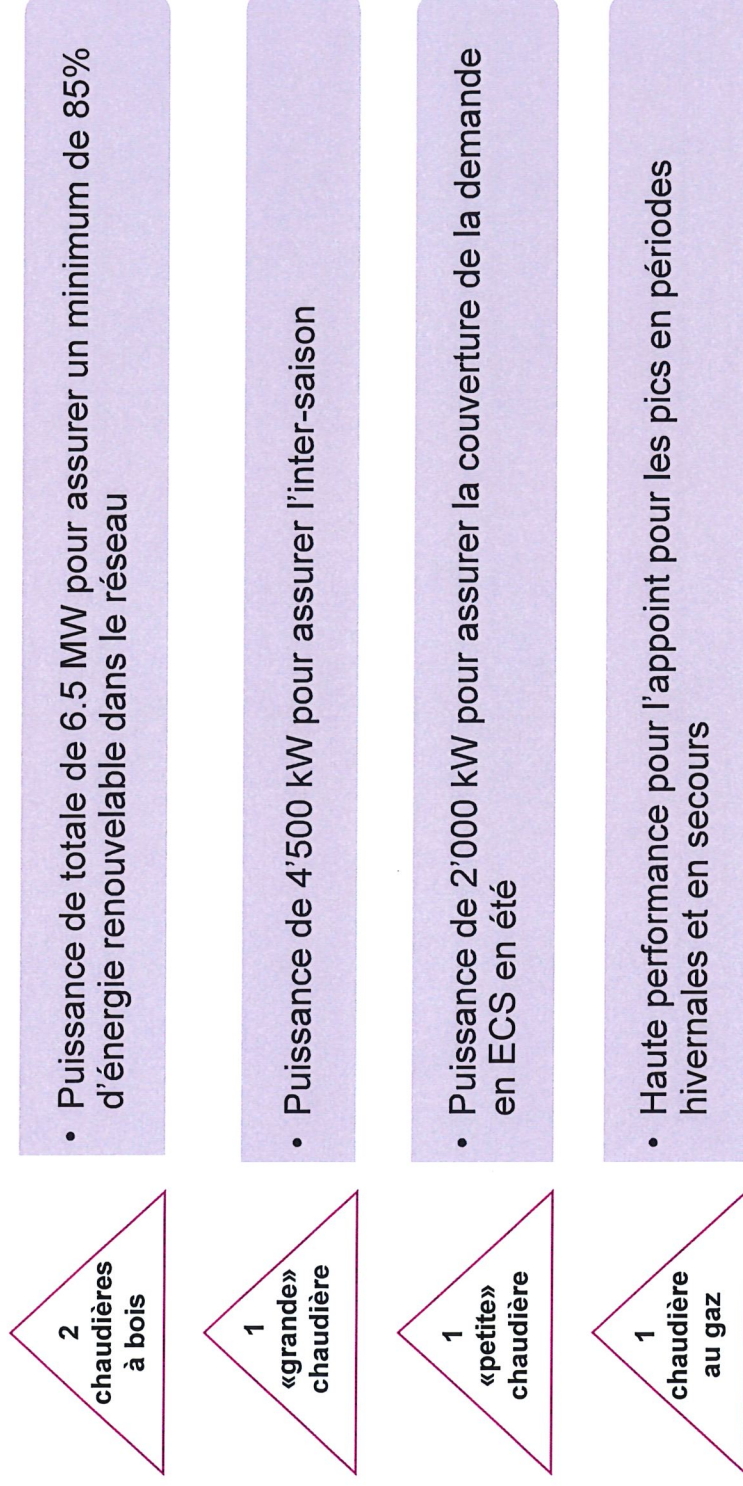 2
chaudières
à bois
• Puissance de totale de 6.5 MW pour assurer un minimum de 85%
d'énergie renouvelable dans le réseau
1
«grande»
chaudière
• Puissance de 4'500 kW pour assurer l'inter-saison
1
«petite»
chaudière
• Puissance de 2'000 kW pour assurer la couverture de la demande
en ECS en été
1
chaudière
au gaz
• Haute performance pour l'appoint pour les pics en périodes
hivernales et en secours